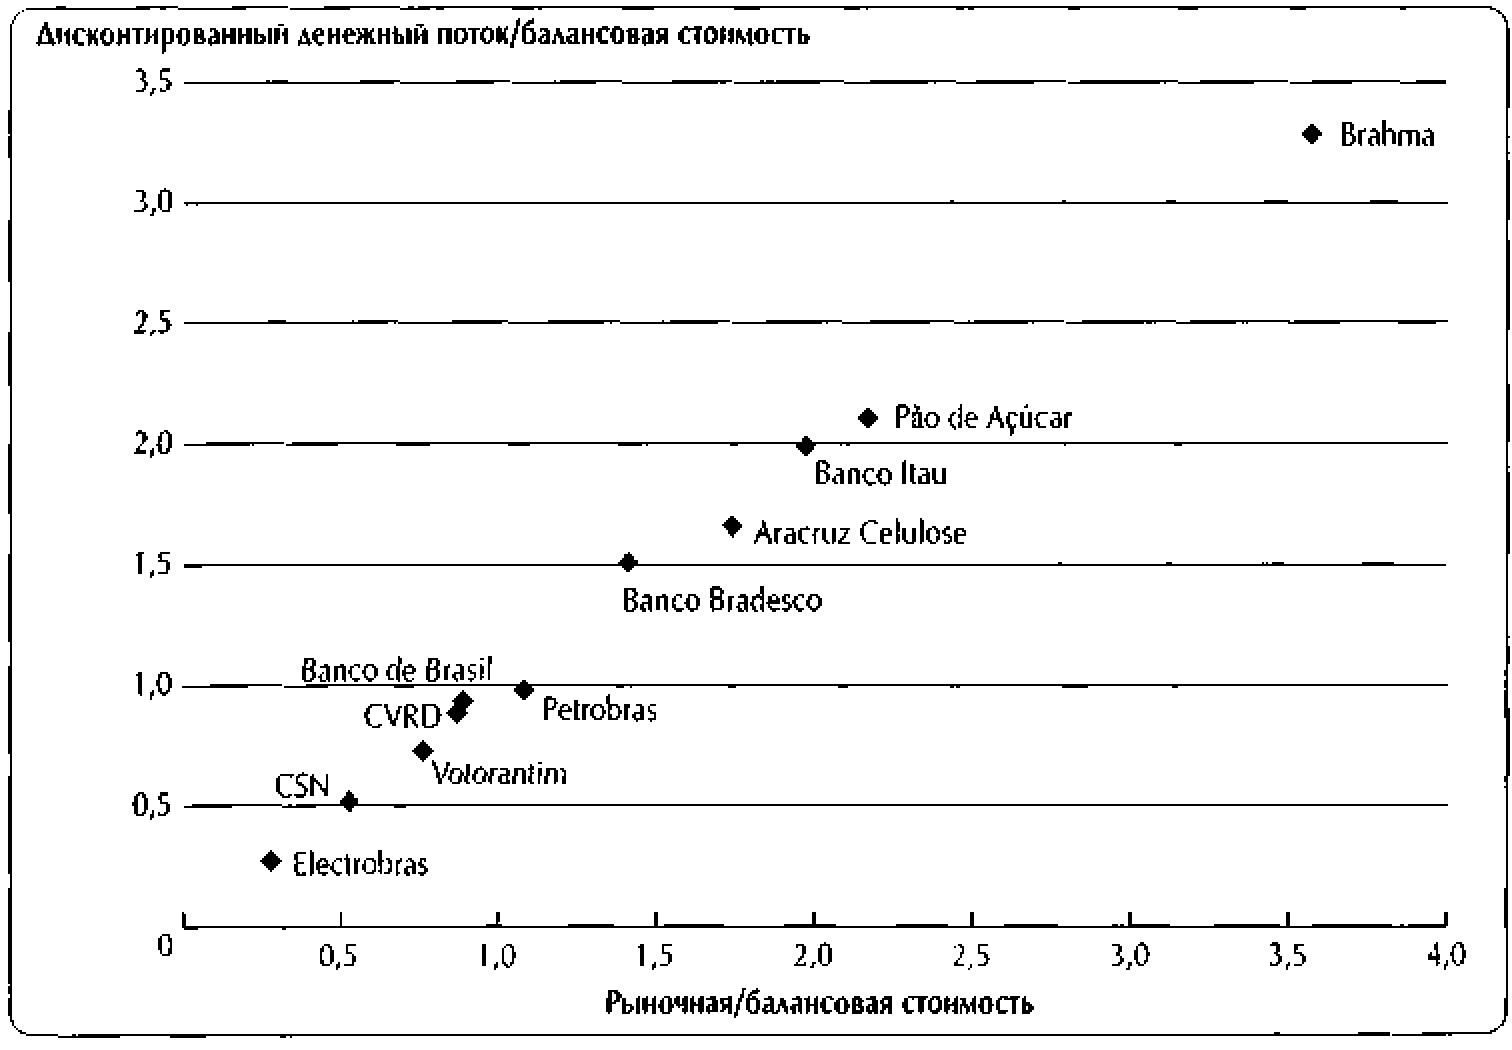 Дисконтированный денежный поток/балансовая стоимость
3,5
Brahma
3,0
2,5
Pão de Açúcar
2,0
Banco Itau
Aracruz Celulose
1,5
Banco Bradesco
Banco de Brasil
1,0
Petrobras
CVRD
Votorantim
CSN
0,5
Electrobras
0
0,5 1,0 1,5 2,0 2,5 3,0 3,5 4,0
Рыночная/балансовая стоимость